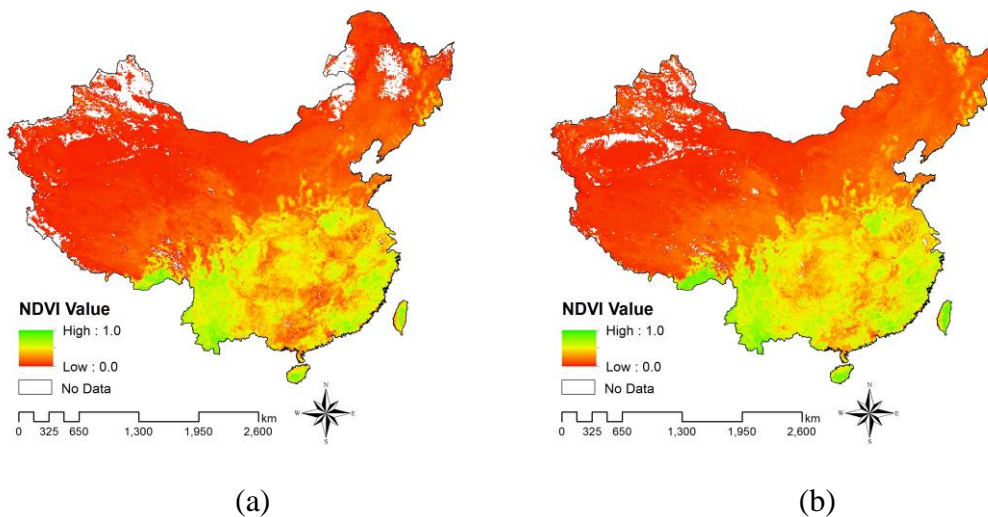 NDVI Value
High : 1.0
Low : 0.0
No Data
km
0 325 650 1,300 1,950 2,600
N
W E
S
(a)
NDVI Value
High : 1.0
Low : 0.0
No Data
km
0 325 650 1,300 1,950 2,600
N
W E
S
(b)